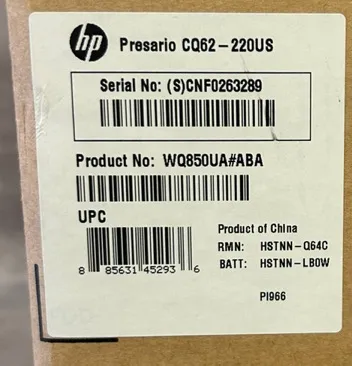 hp
Presario CQ62-220US
Serial No: (S)CNF0263289
Product No: WQ850UA#ABA
UPC
Product of China
RMN: HSTNN-Q64C
BATT: HSTNN-LB0W
8 85631 45293 6
PI966